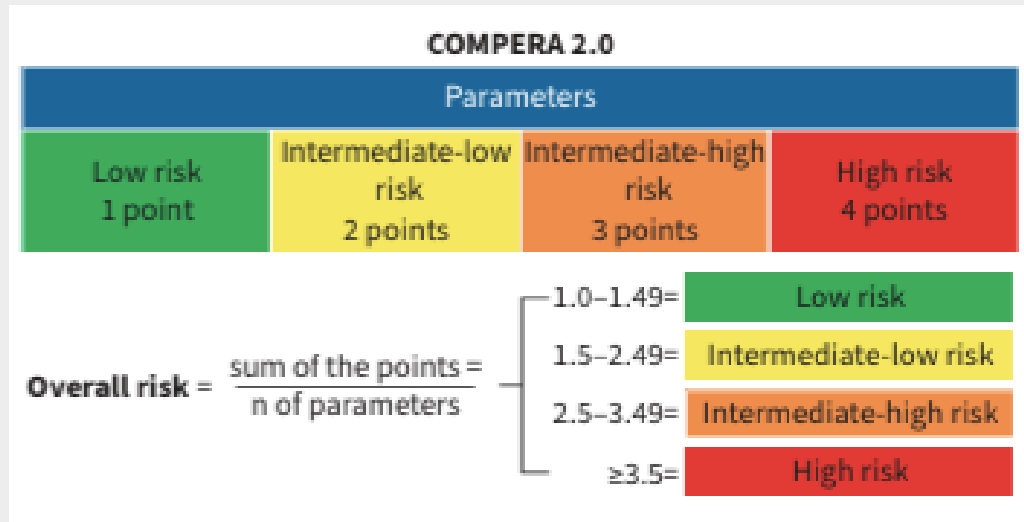 COMPERA 2.0
Parameters
Low risk
1 point
Intermediate-low
risk
2 points
Intermediate-high
risk
3 points
High risk
4 points
Overall risk =
sum of the points =
n of parameters
1.0–1.49=
Low risk
1.5–2.49=
Intermediate-low risk
2.5–3.49=
Intermediate-high risk
≥3.5=
High risk